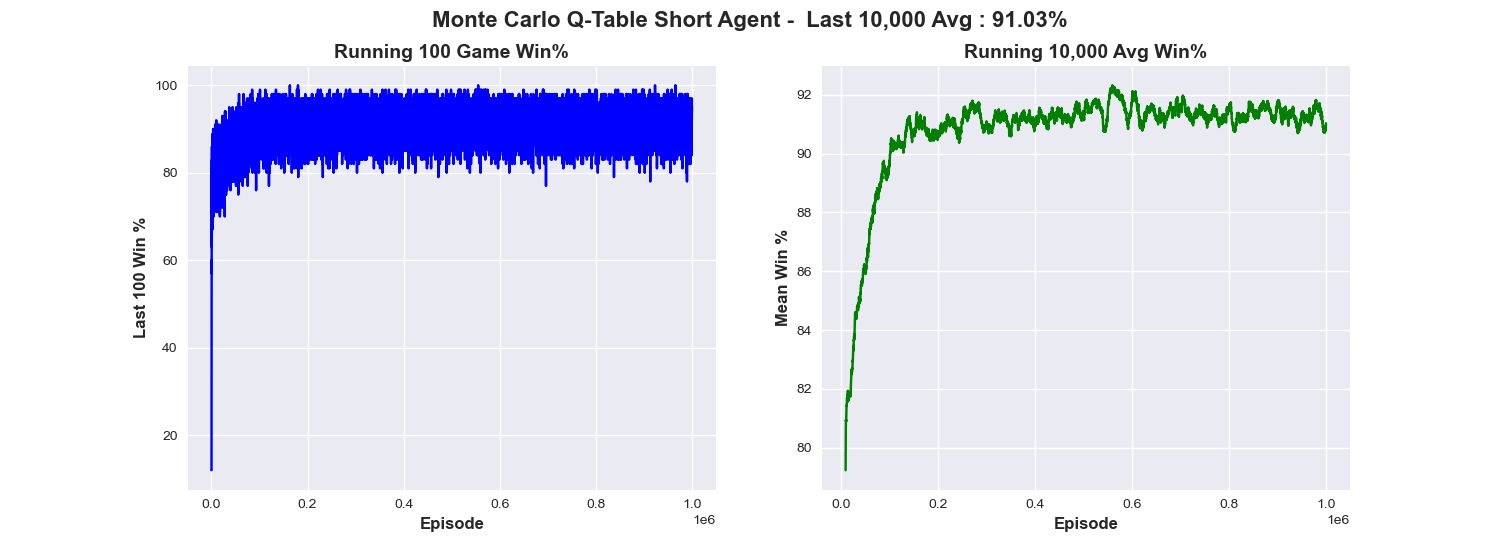 Monte Carlo Q-Table Short Agent -  Last 10,000 Avg : 91.03%
Running 100 Game Win%
Last 100 Win %
100
80
60
40
20
0.0 0.2 0.4 0.6 0.8 1.0
1e6
Episode
Running 10,000 Avg Win%
Mean Win %
92
90
88
86
84
82
80
0.0 0.2 0.4 0.6 0.8 1.0
1e6
Episode